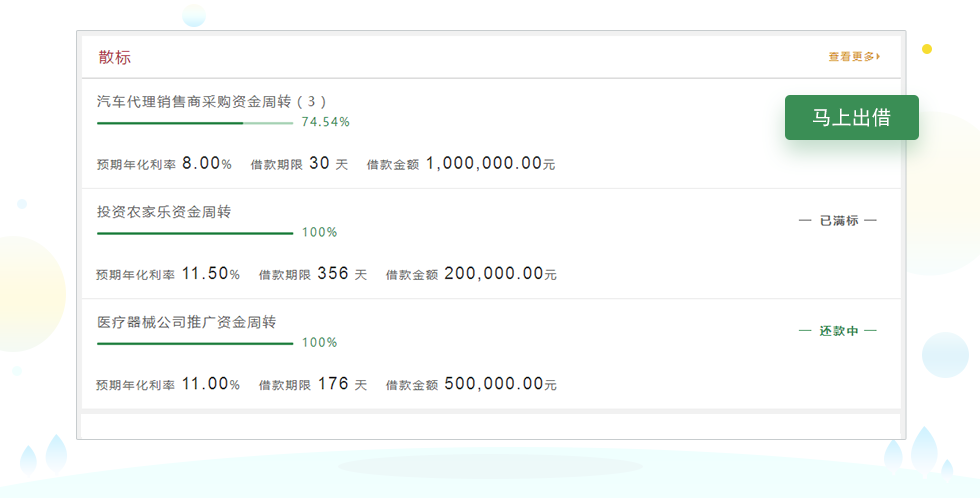 散标
查看更多
汽车代理销售商采购资金周转（3）
74.54%
马上出借
预期年化利率 8.00% 借款期限 30 天 借款金额 1,000,000.00元
投资农家乐资金周转
100%
— 已满标 —
预期年化利率 11.50% 借款期限 356 天 借款金额 200,000.00元
医疗器械公司推广资金周转
100%
— 还款中 —
预期年化利率 11.00% 借款期限 176 天 借款金额 500,000.00元